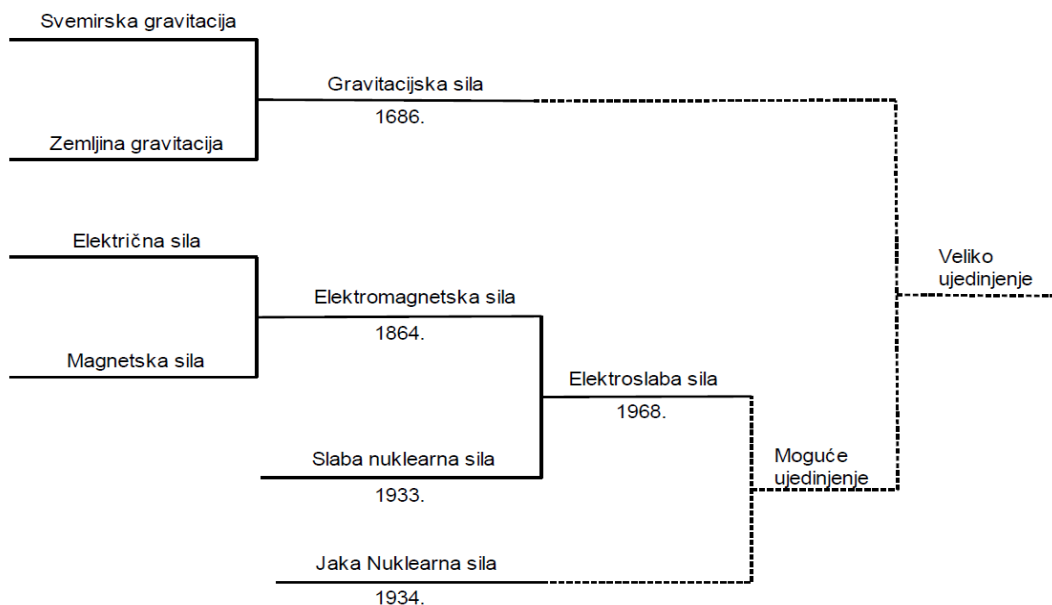 Svemirska gravitacija
Gravitacijska sila
1686.
Zemljina gravitacija
Električna sila
Veliko
ujedinjenje
Elektromagnetska sila
1864.
Magnetska sila
Elektroslaba sila
1968.
Slaba nuklearna sila
1933.
Moguće
ujedinjenje
Jaka Nuklearna sila
1934.